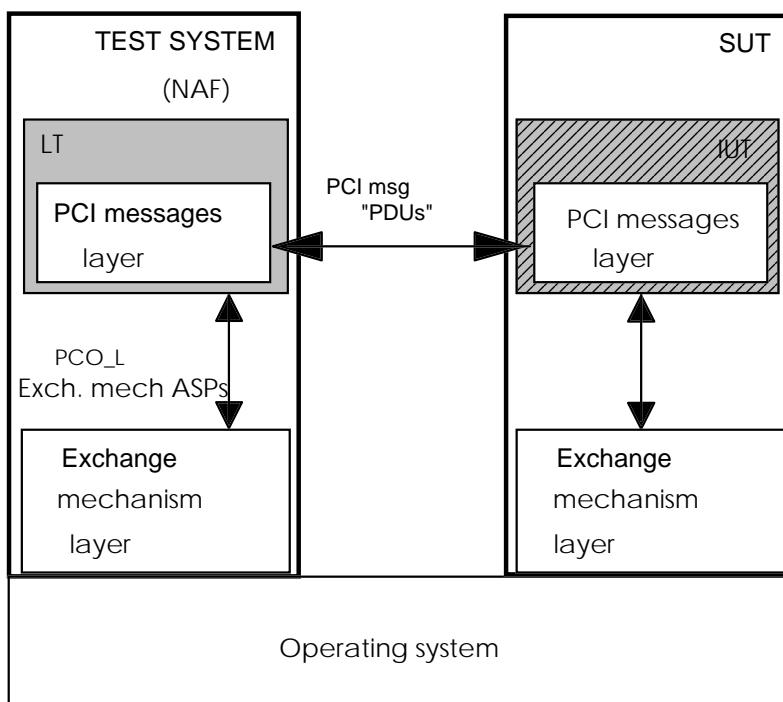 TEST SYSTEM
(NAF)
LT
PCI messages
layer
PCO_L
Exch. mech ASPs
Exchange
mechanism
layer
PCI msg
"PDUs"
SUT
IUT
PCI messages
layer
Exchange
mechanism
layer
Operating system